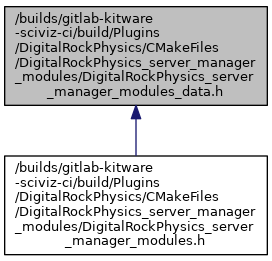 /builds/gitlab-kitware
-sciviz-ci/build/Plugins
/DigitalRockPhysics/CMakeFiles
/DigitalRockPhysics_server_manager
_modules/DigitalRockPhysics_server
_manager_modules_data.h
/builds/gitlab-kitware
-sciviz-ci/build/Plugins
/DigitalRockPhysics/CMakeFiles
/DigitalRockPhysics_server_manager
_modules/DigitalRockPhysics_server
_manager_modules.h